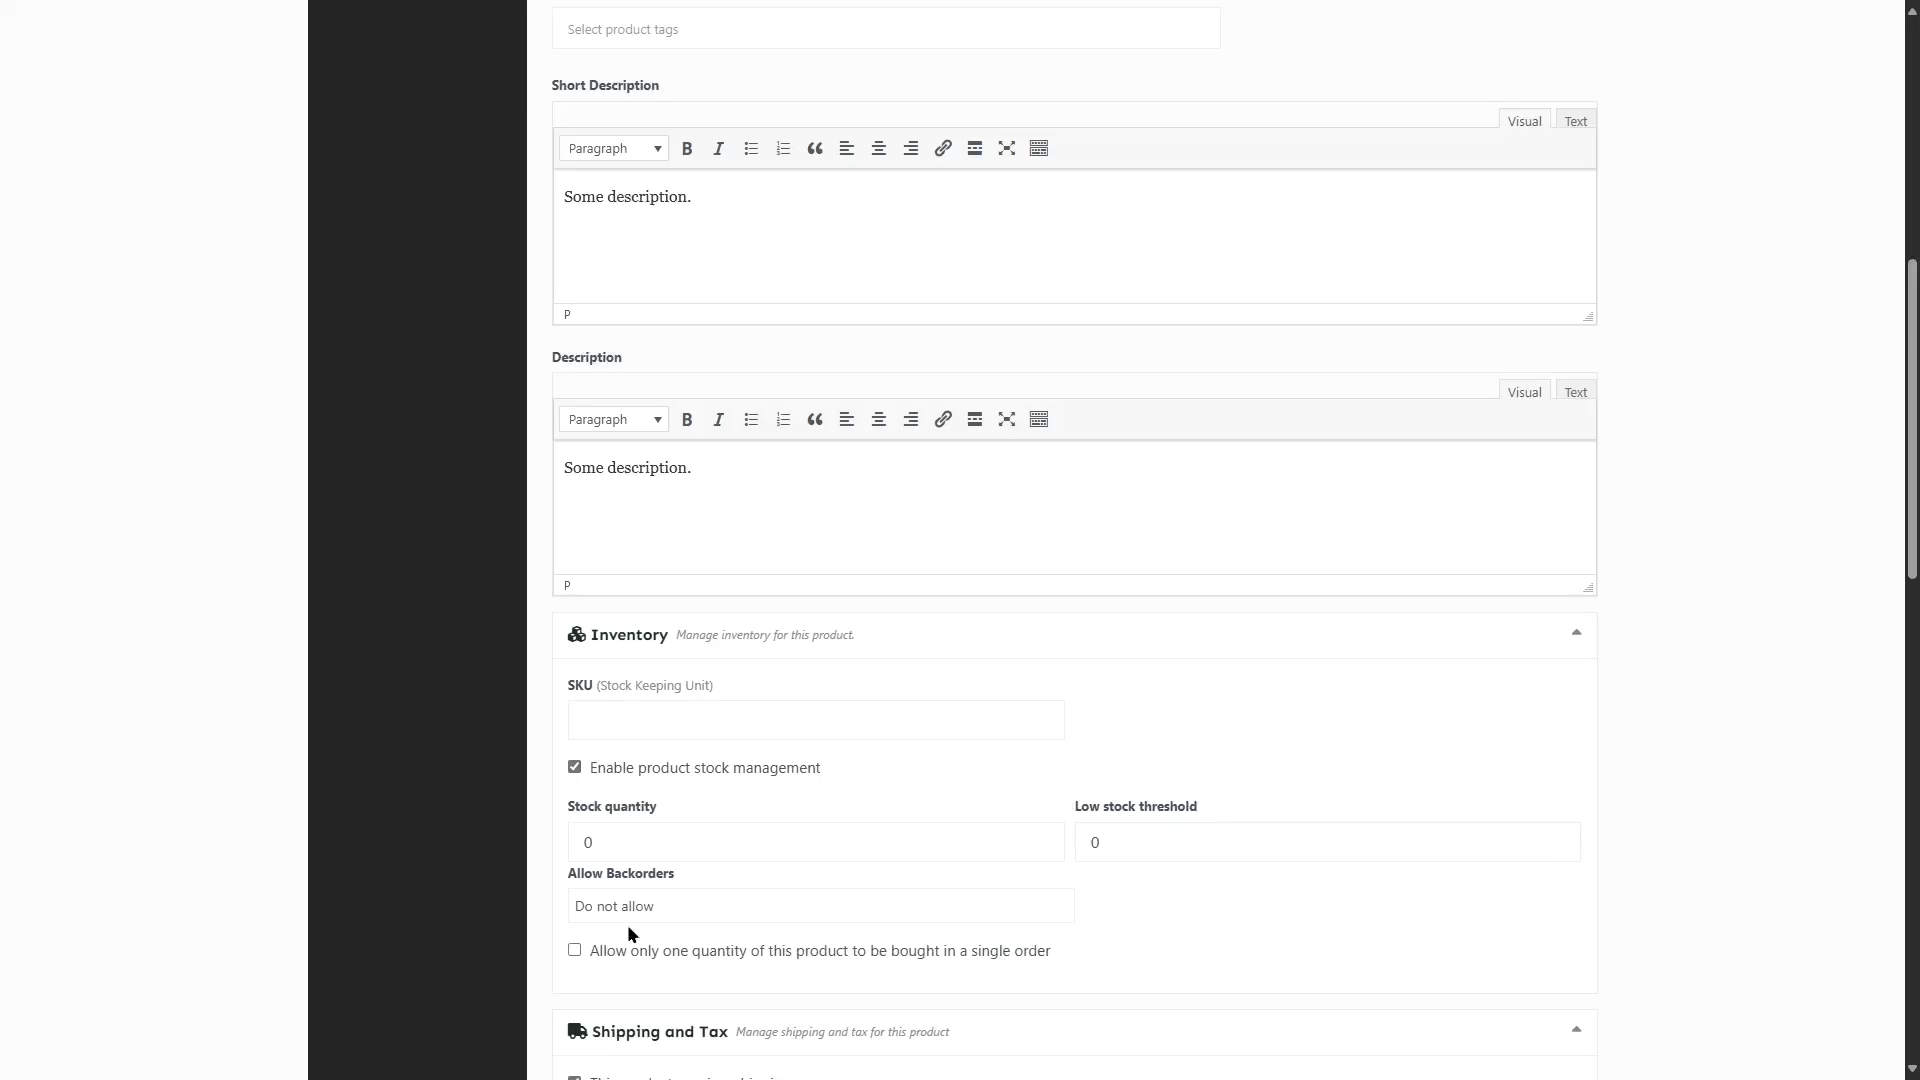 Select product tags
Short Description
Visual Text
Paragraph
Some description.
P
Description
Visual Text
Paragraph
Some description.
P
Inventory Manage inventory for this product.
SKU (Stock Keeping Unit)
Enable product stock management
Stock quantity Low stock threshold
0 0
Allow Backorders
Do not allow
Allow only one quantity of this product to be bought in a single order
Shipping and Tax Manage shipping and tax for this product